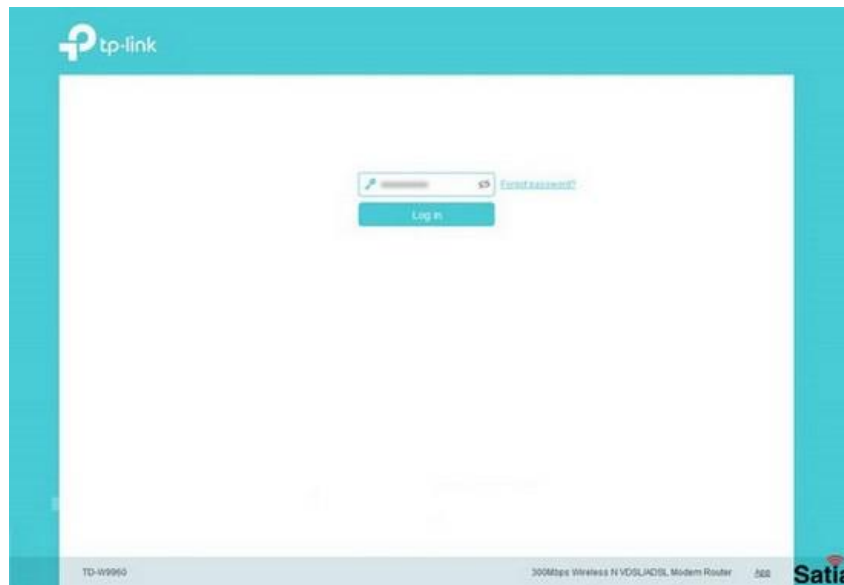 tp-link
Forgot password?
Log in
TD-W9960 300Mbps Wireless N VDSL/ADSL Modem Router App
Satia